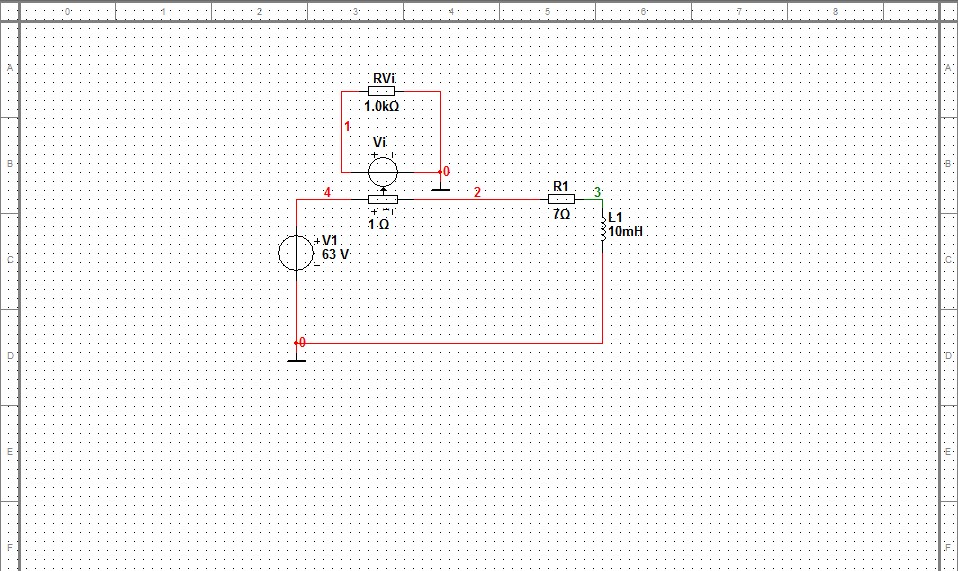 0 1 2 3 4 5 6 7 8
A A
RVi
1.0kΩ
1
Vi
+ -
B 0 B
4 2 R1 3
+ -
1 Ω 7Ω L1
10mH
+ V1
63 V
-
C C
0
D D
E E
F F